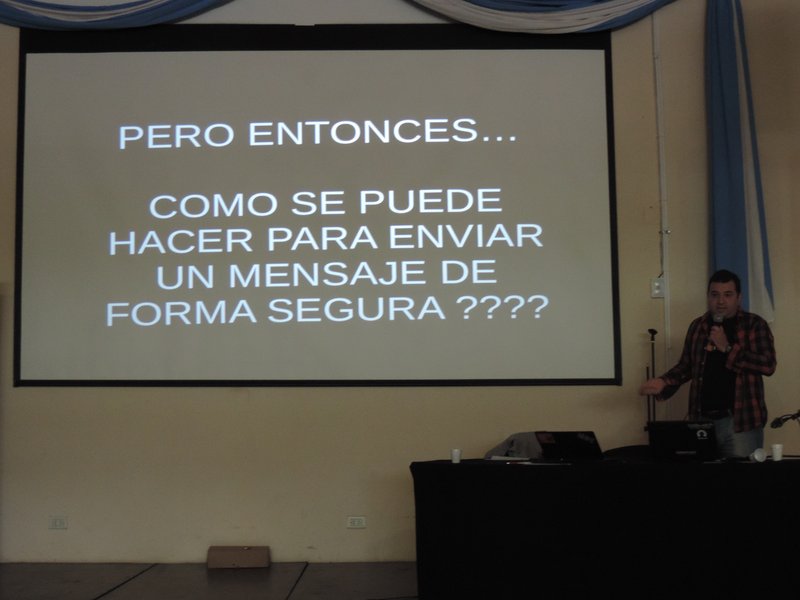 PERO ENTONCES...
COMO SE PUEDE
HACER PARA ENVIAR
UN MENSAJE DE
FORMA SEGURA ????